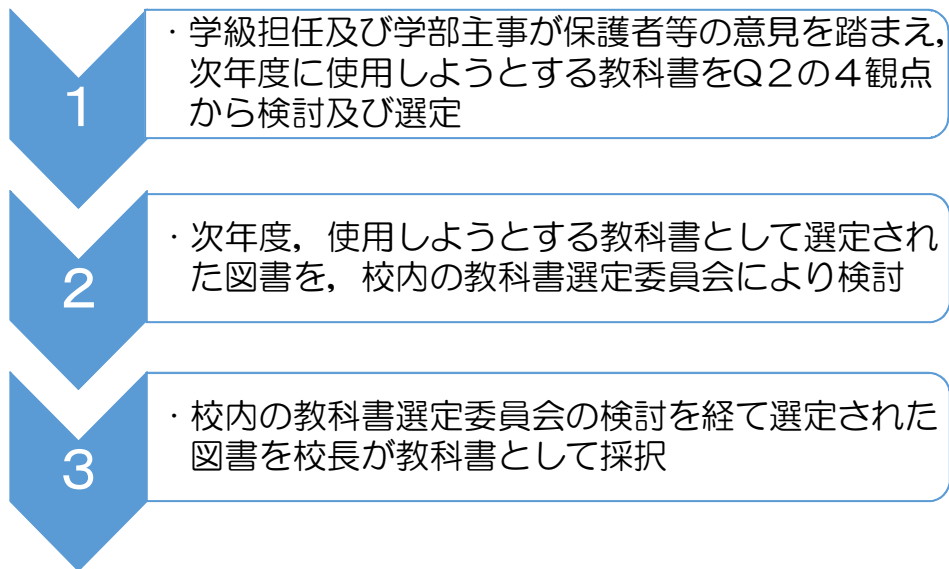 1
・学級担任及び学部主事が保護者等の意見を踏まえ，
次年度に使用しようとする教科書をQ２の４観点
から検討及び選定
2
・次年度，使用しようとする教科書として選定され
た図書を，校内の教科書選定委員会により検討
3
・校内の教科書選定委員会の検討を経て選定された
図書を校長が教科書として採択